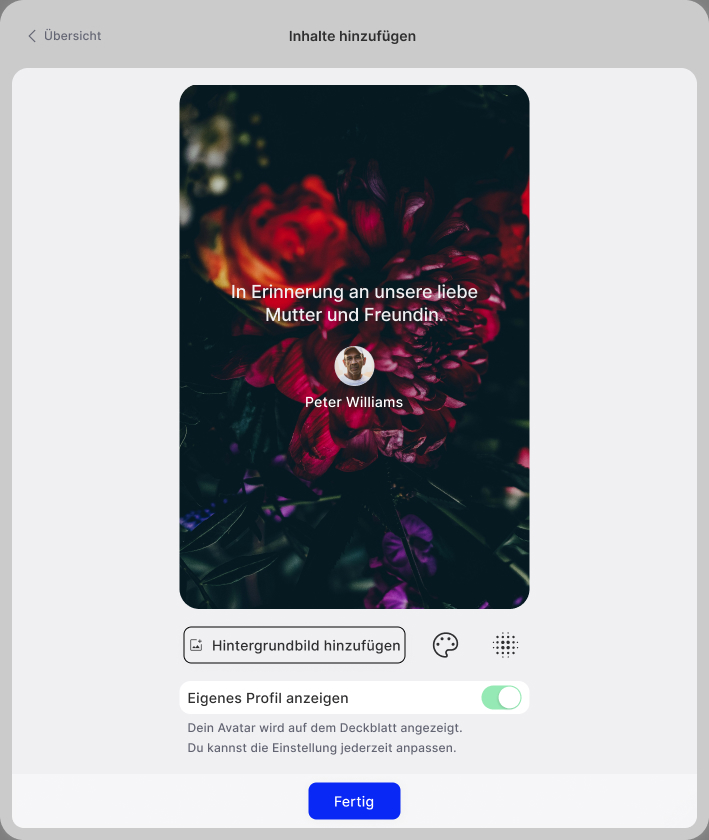 Übersicht
Inhalte hinzufügen
In Erinnerung an unsere liebe
Mutter und Freundin.
Peter Williams
Hintergrundbild hinzufügen
Eigenes Profil anzeigen
Dein Avatar wird auf dem Deckblatt angezeigt.
Du kannst die Einstellung jederzeit anpassen.
Fertig